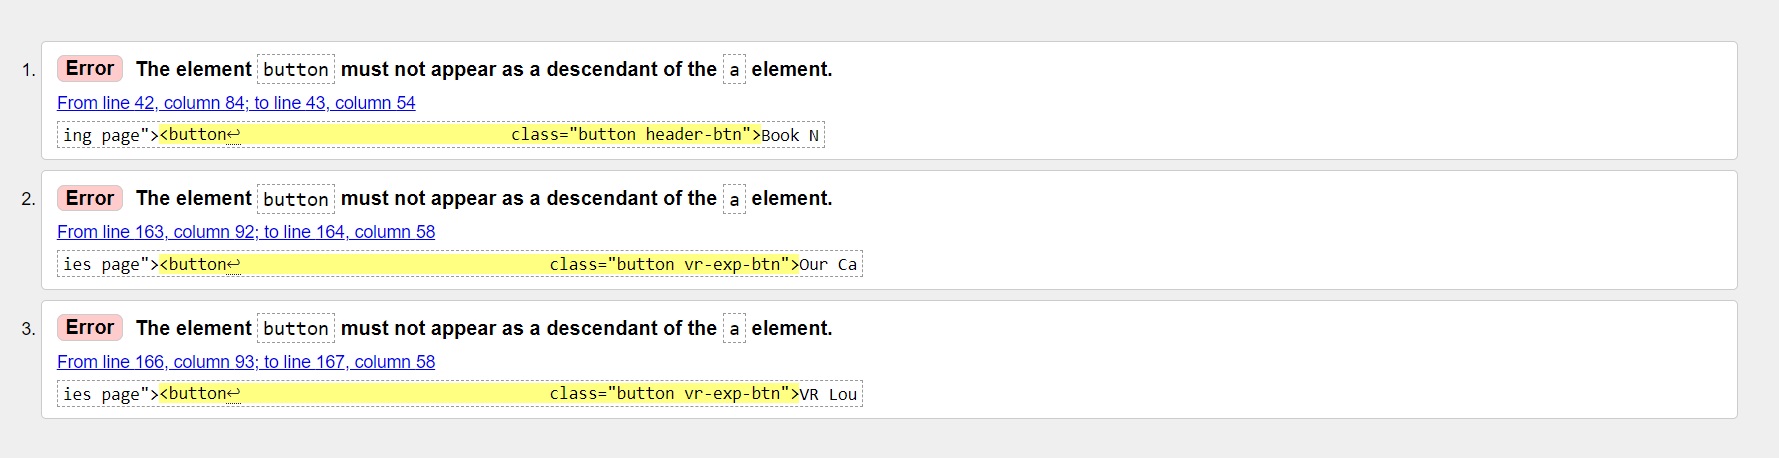 1. Error The element button must not appear as a descendant of the a element.
From line 42, column 84; to line 43, column 54
ing page"><button↩ class="button header-btn">Book N
2. Error The element button must not appear as a descendant of the a element.
From line 163, column 92; to line 164, column 58
ies page"><button↩ class="button vr-exp-btn">Our Ca
3. Error The element button must not appear as a descendant of the a element.
From line 166, column 93; to line 167, column 58
ies page"><button↩ class="button vr-exp-btn">VR Lou